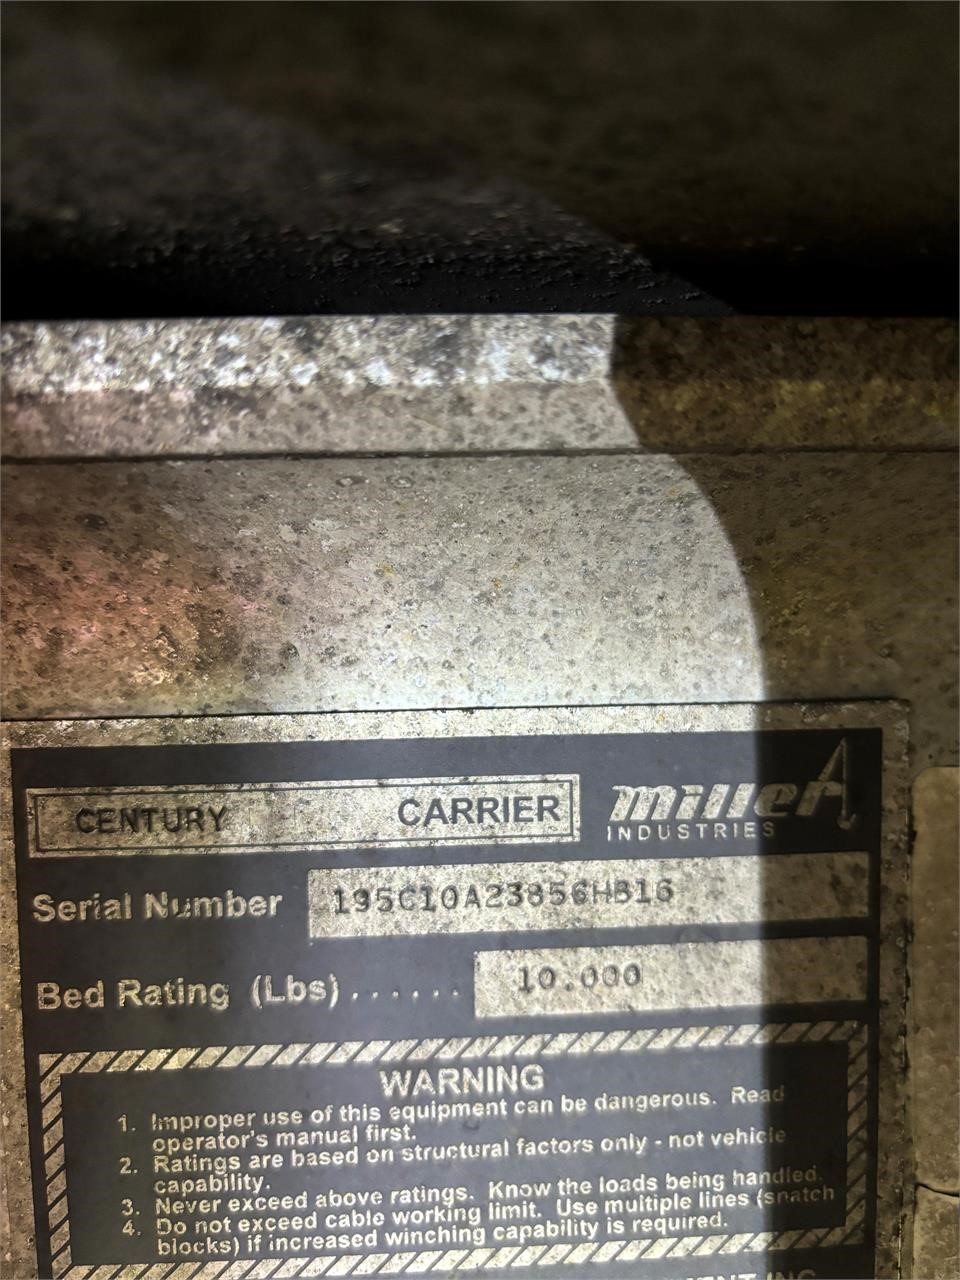 CENTURY CARRIER
millerA
INDUSTRIES
Serial Number 195C10A23856HB16
Bed Rating (Lbs)...... 10.000
WARNING
1. Improper use of this equipment can be dangerous. Read
operator's manual first.
2. Ratings are based on structural factors only - not vehicle
capability.
3. Never exceed above ratings. Know the loads being handled.
4. Do not exceed cable working limit. Use multiple lines (snatch
blocks) if increased winching capability is required.